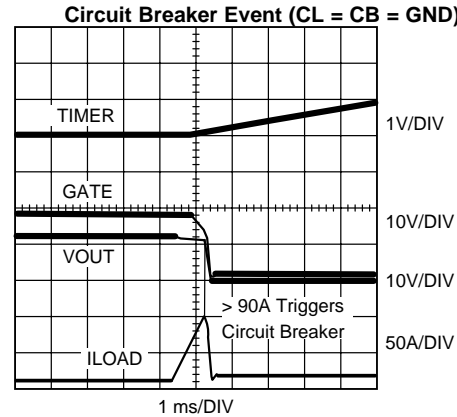 Circuit Breaker Event (CL = CB = GND)
TIMER
1V/DIV
GATE
10V/DIV
VOUT
10V/DIV
> 90A Triggers
Circuit Breaker
50A/DIV
ILOAD
1 ms/DIV